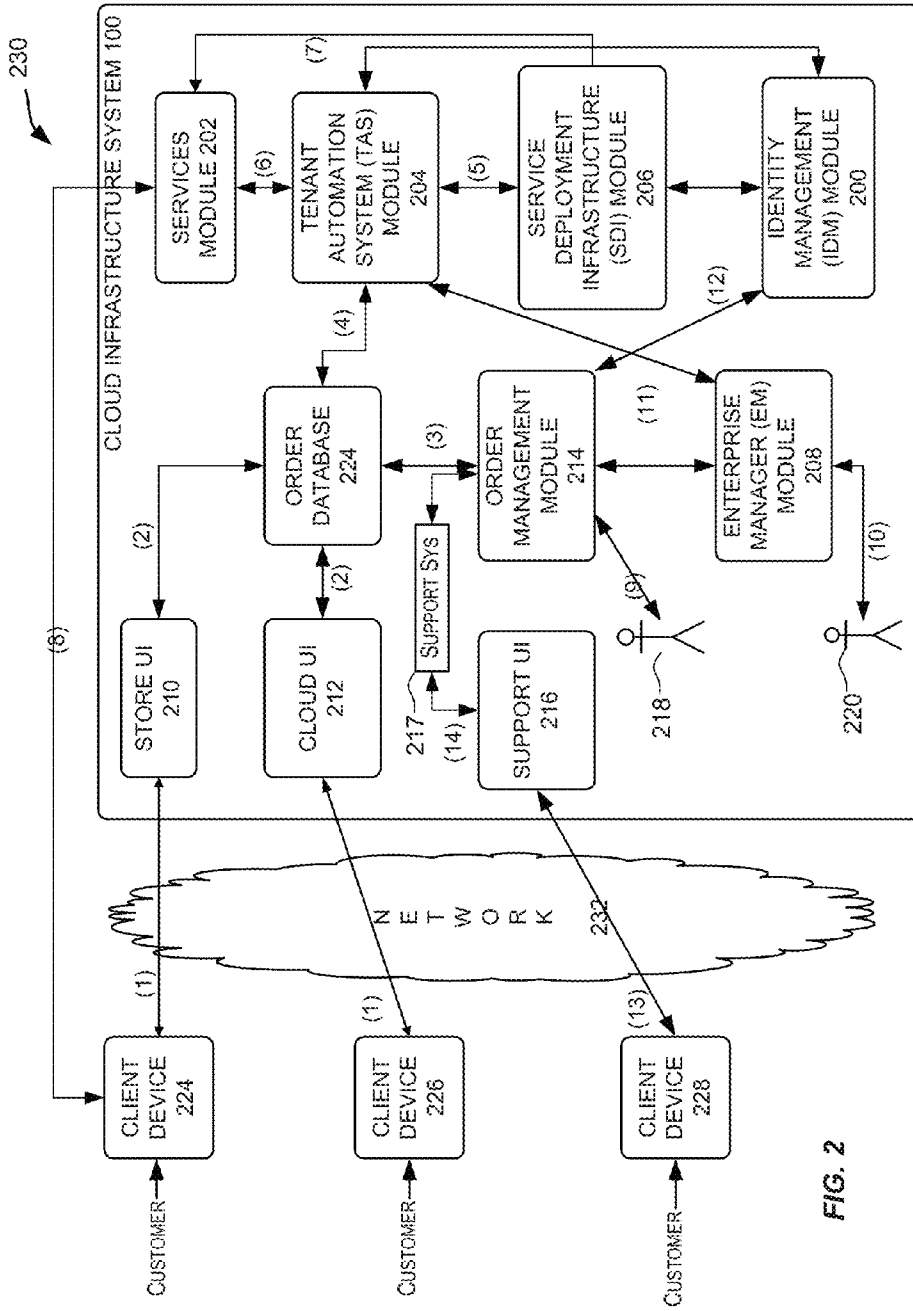 230
CLOUD INFRASTRUCTURE SYSTEM 100
(8)
CUSTOMER
CLIENT
DEVICE
224
(1)
STORE UI
210
(2)
SERVICES
MODULE 202
(6)
(7)
CUSTOMER
CLIENT
DEVICE
226
(1)
CLOUD UI
212
(2)
ORDER
DATABASE
224
(4)
TENANT
AUTOMATION
SYSTEM (TAS)
MODULE
204
(5)
N
E
T
W
O
R
K
232
217
SUPPORT SYS
(14)
(3)
CUSTOMER
CLIENT
DEVICE
228
(13)
SUPPORT UI
216
ORDER
MANAGEMENT
MODULE
214
SERVICE
DEPLOYMENT
INFRASTRUCTURE
(SDI) MODULE
206
218
(9)
(11)
(12)
220
(10)
ENTERPRISE
MANAGER (EM)
MODULE
208
IDENTITY
MANAGEMENT
(IDM) MODULE
200
FIG. 2